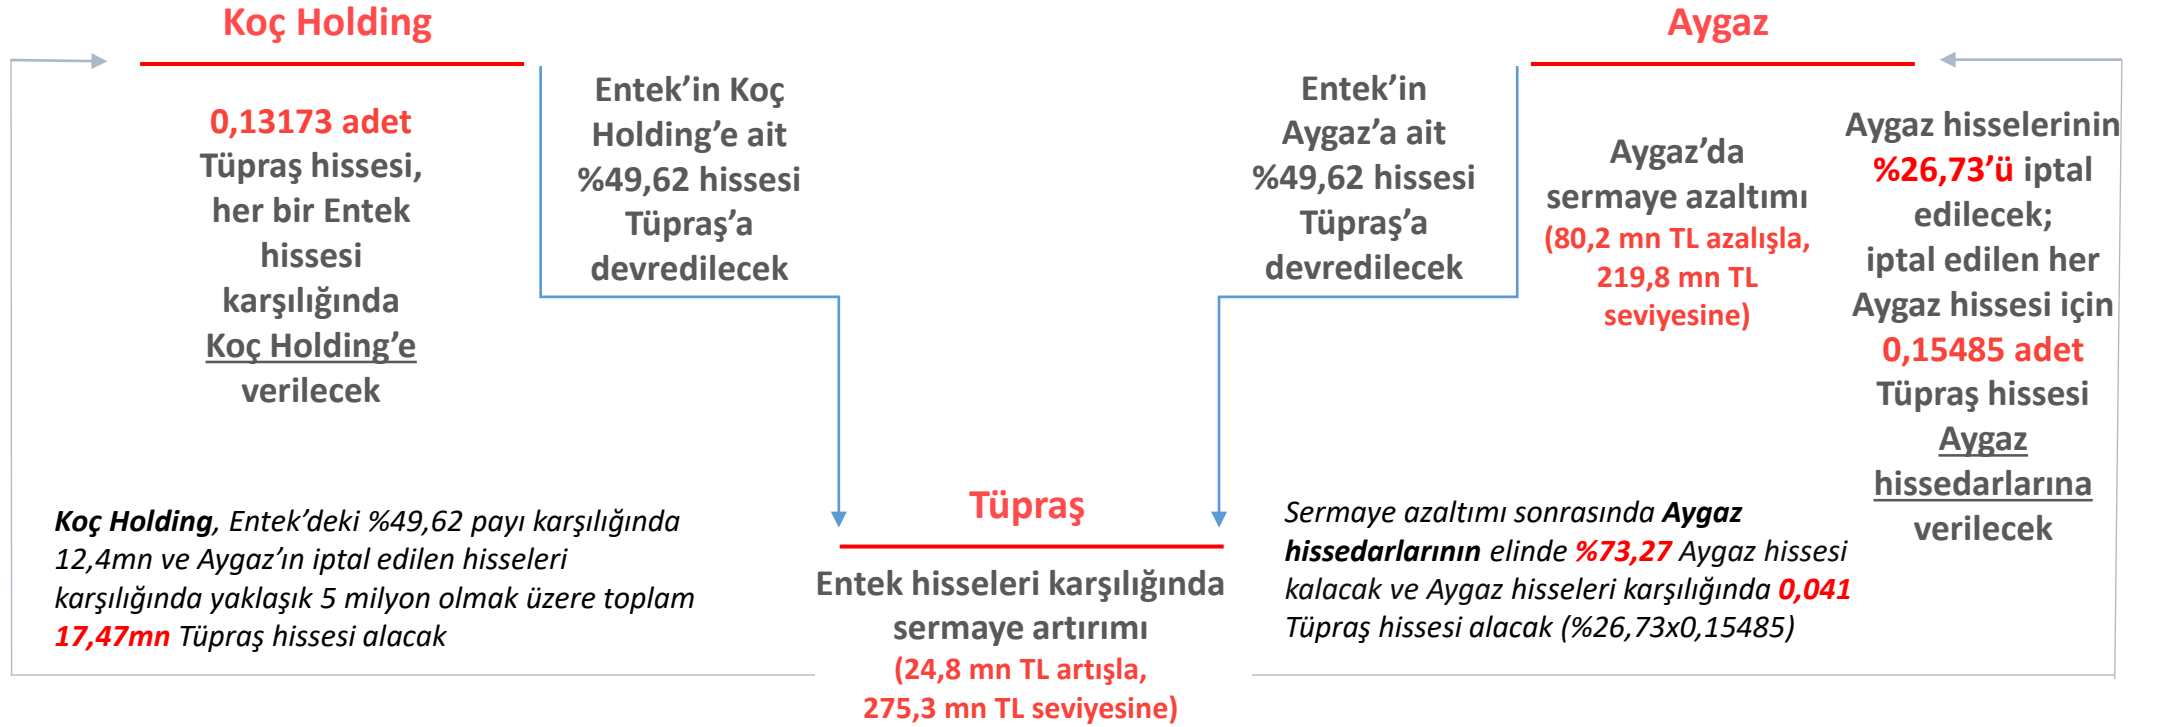 Koç Holding
0,13173 adet
Tüpraş hissesi,
her bir Entek
hissesi
karşılığında
Koç Holding’e
verilecek
Entek’in Koç
Holding’e ait
%49,62 hissesi
Tüpraş’a
devredilecek
Koç Holding, Entek’deki %49,62 payı karşılığında
12,4mn ve Aygaz’ın iptal edilen hisseleri
karşılığında yaklaşık 5 milyon olmak üzere toplam
17,47mn Tüpraş hissesi alacak
Tüpraş
Entek hisseleri karşılığında
sermaye artırımı
(24,8 mn TL artışla,
275,3 mn TL seviyesine)
Aygaz
Entek’in
Aygaz’a ait
%49,62 hissesi
Tüpraş’a
devredilecek
Aygaz’da
sermaye azaltımı
(80,2 mn TL azalışla,
219,8 mn TL
seviyesine)
Aygaz hisselerinin
%26,73’ü iptal
edilecek;
iptal edilen her
Aygaz hissesi için
0,15485 adet
Tüpraş hissesi
Aygaz
hissedarlarına
verilecek
Sermaye azaltımı sonrasında Aygaz
hissedarlarının elinde %73,27 Aygaz hissesi
kalacak ve Aygaz hisseleri karşılığında 0,041
Tüpraş hissesi alacak (%26,73x0,15485)